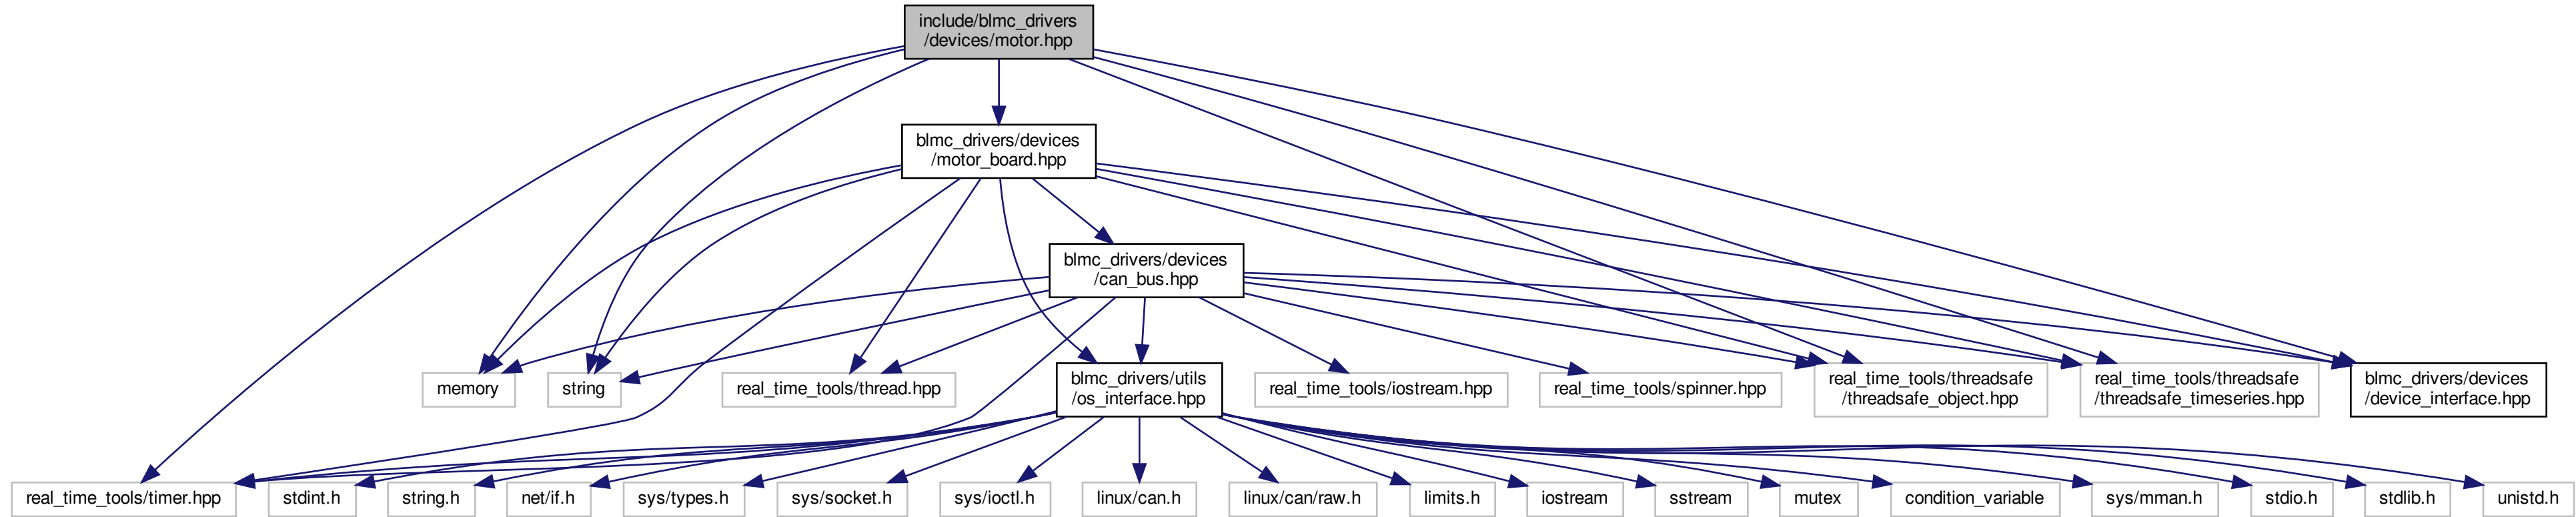 include/blmc_drivers
/devices/motor.hpp
blmc_drivers/devices
/motor_board.hpp
blmc_drivers/devices
/can_bus.hpp
memory
string
real_time_tools/thread.hpp
blmc_drivers/utils
/os_interface.hpp
real_time_tools/iostream.hpp
real_time_tools/spinner.hpp
real_time_tools/threadsafe
/threadsafe_object.hpp
real_time_tools/threadsafe
/threadsafe_timeseries.hpp
blmc_drivers/devices
/device_interface.hpp
real_time_tools/timer.hpp
stdint.h
string.h
net/if.h
sys/types.h
sys/socket.h
sys/ioctl.h
linux/can.h
linux/can/raw.h
limits.h
iostream
sstream
mutex
condition_variable
sys/mman.h
stdio.h
stdlib.h
unistd.h